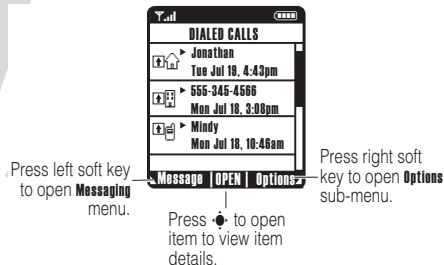 DIALED CALLS
Jonathan
Tue Jul 19, 4:43pm
555-345-4566
Mon Jul 18, 3:08pm
Mindy
Mon Jul 18, 10:46am
Message OPEN Options
Press left soft key
to open Messaging
menu.
Press to open
item to view item
details.
Press right soft
key to open Options
sub-menu.